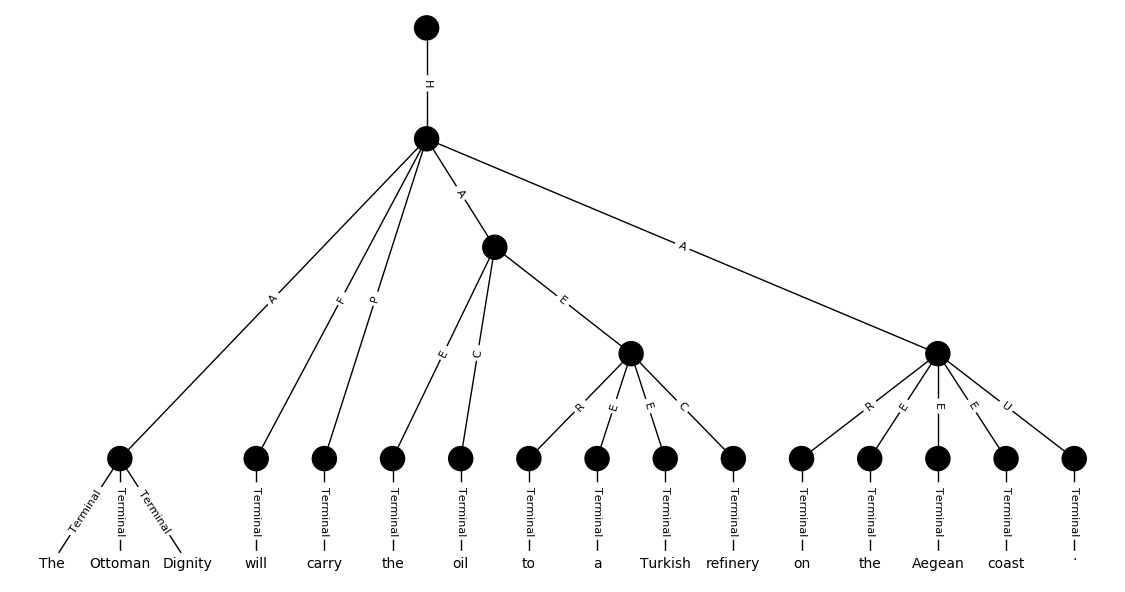 H
A F P A A
E C E
R E E C R E E E U
Terminal Terminal Terminal Terminal Terminal Terminal Terminal Terminal Terminal Terminal Terminal Terminal Terminal Terminal Terminal Terminal
The Ottoman Dignity will carry the oil to a Turkish refinery on the Aegean coast .